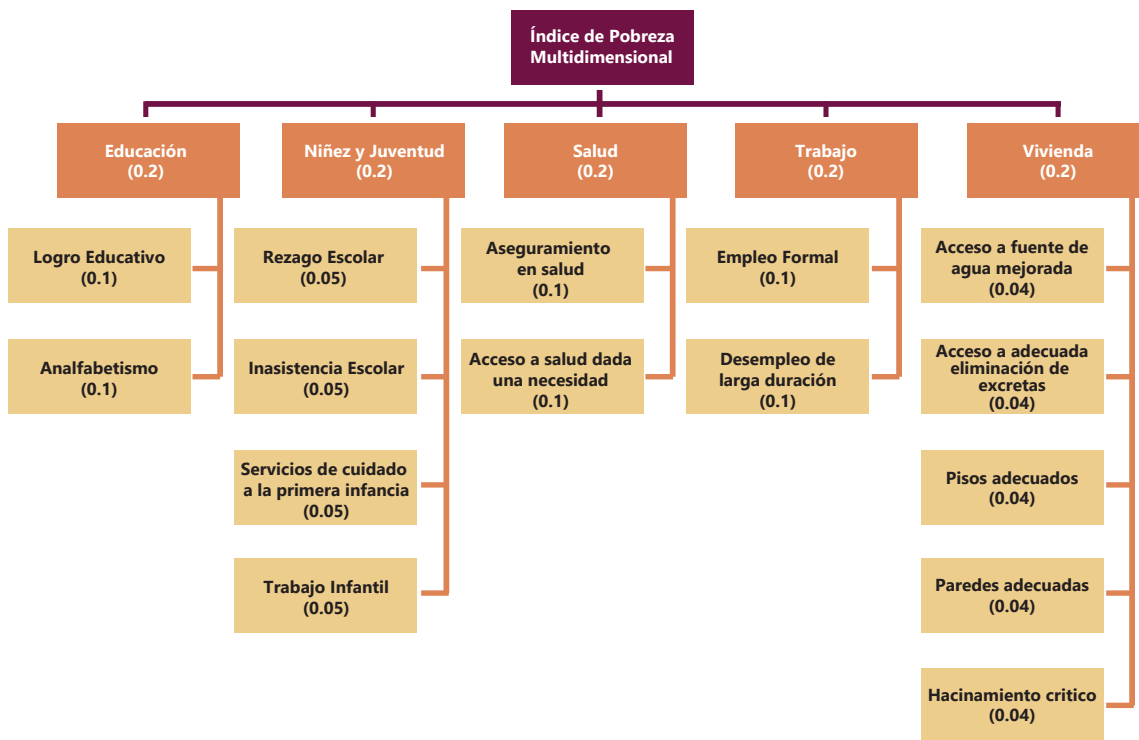 Índice de Pobreza
Multidimensional
Educación
(0.2)
Niñez y Juventud
(0.2)
Salud
(0.2)
Trabajo
(0.2)
Vivienda
(0.2)
Logro Educativo
(0.1)
Analfabetismo
(0.1)
Rezago Escolar
(0.05)
Inasistencia Escolar
(0.05)
Servicios de cuidado
a la primera infancia
(0.05)
Trabajo Infantil
(0.05)
Aseguramiento
en salud
(0.1)
Acceso a salud dada
una necesidad
(0.1)
Empleo Formal
(0.1)
Desempleo de
larga duración
(0.1)
Acceso a fuente de
agua mejorada
(0.04)
Acceso a adecuada
eliminación de
excretas
(0.04)
Pisos adecuados
(0.04)
Paredes adecuadas
(0.04)
Hacinamiento critico
(0.04)